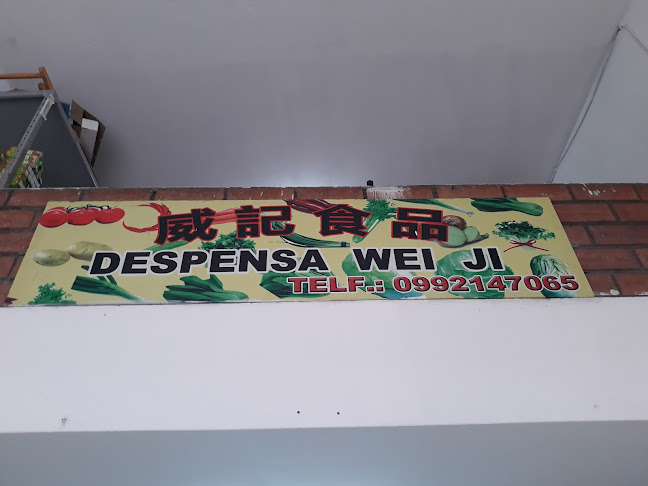 威記食品
DESPENSA WEI JI
TELF.: 0992147065